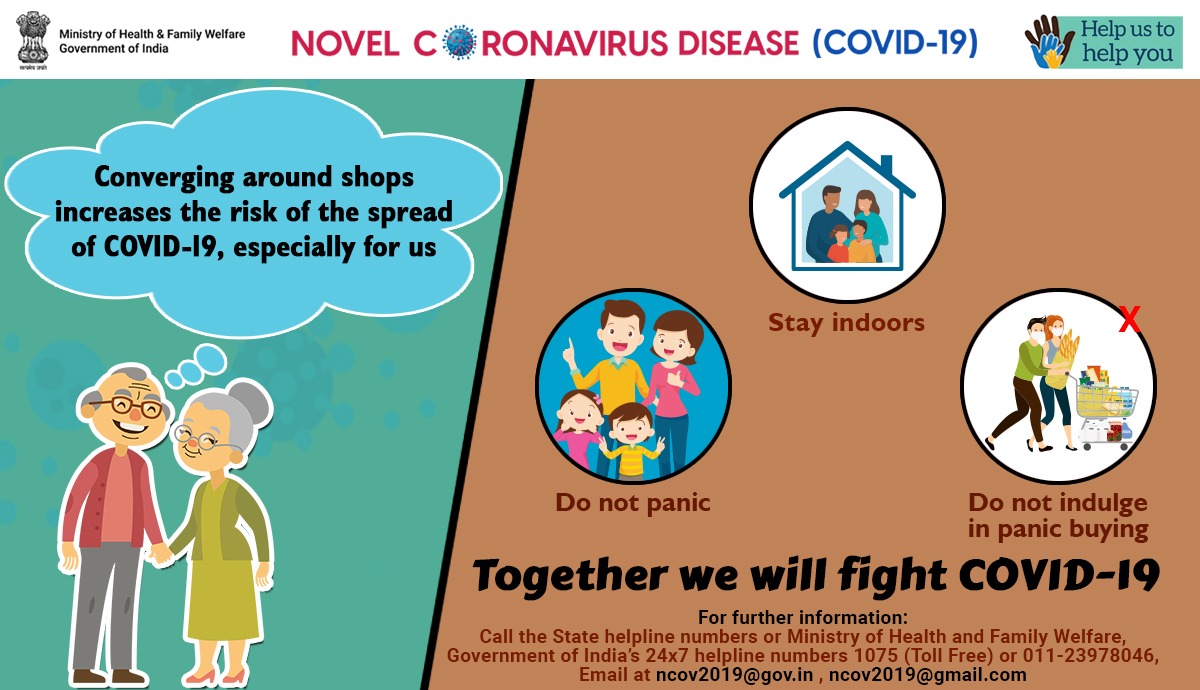 Ministry of Health & Family Welfare
Government of India
सत्यमेव जयते
NOVEL CORONAVIRUS DISEASE (COVID-19)
Help us to
help you
Converging around shops
increases the risk of the spread
of COVID-19, especially for us
Stay indoors
Do not panic
X
Do not indulge
in panic buying
Together we will fight COVID-19
For further information:
Call the State helpline numbers or Ministry of Health and Family Welfare,
Government of India's 24x7 helpline numbers 1075 (Toll Free) or 011-23978046,
Email at ncov2019@gov.in , ncov2019@gmail.com